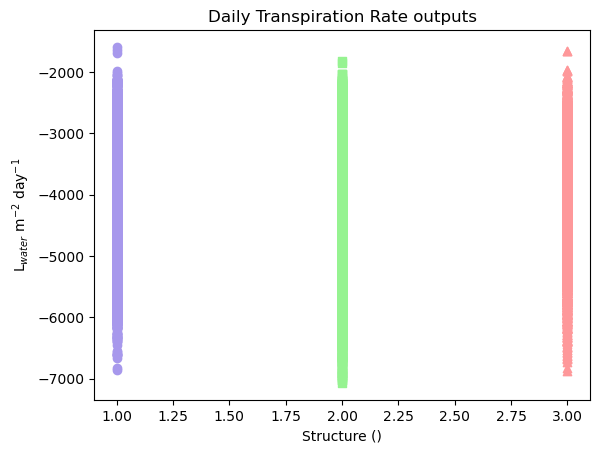 Daily Transpiration Rate outputs
L_water m⁻² day⁻¹
−2000
−3000
−4000
−5000
−6000
−7000
1.00 1.25 1.50 1.75 2.00 2.25 2.50 2.75 3.00
Structure ()